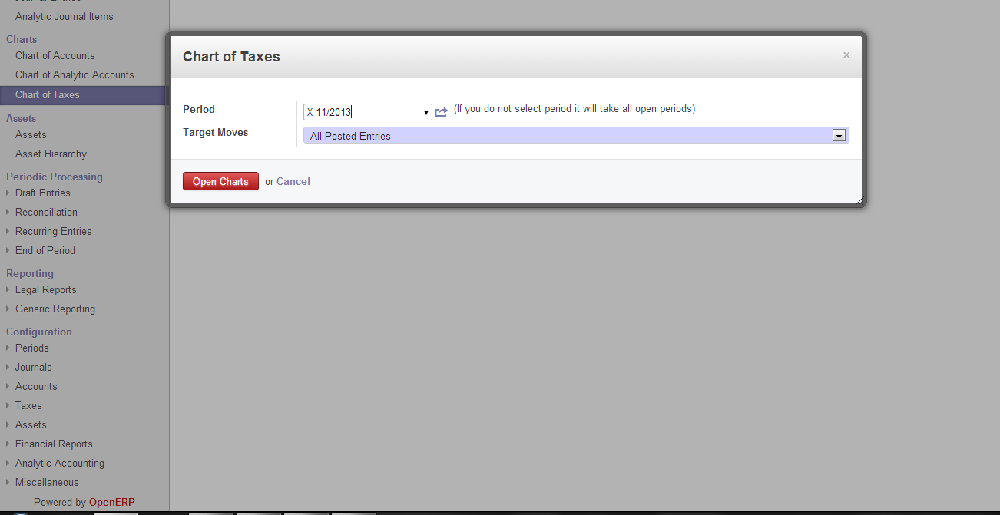 Journal Entries
Analytic Journal Items
Charts
Chart of Accounts
Chart of Analytic Accounts
Chart of Taxes
Assets
Assets
Asset Hierarchy
Periodic Processing
Draft Entries
Reconciliation
Recurring Entries
End of Period
Reporting
Legal Reports
Generic Reporting
Configuration
Periods
Journals
Accounts
Taxes
Assets
Financial Reports
Analytic Accounting
Miscellaneous
Powered by OpenERP
Chart of Taxes
×
Period X 11/2013 (If you do not select period it will take all open periods)
Target Moves All Posted Entries
Open Charts or Cancel